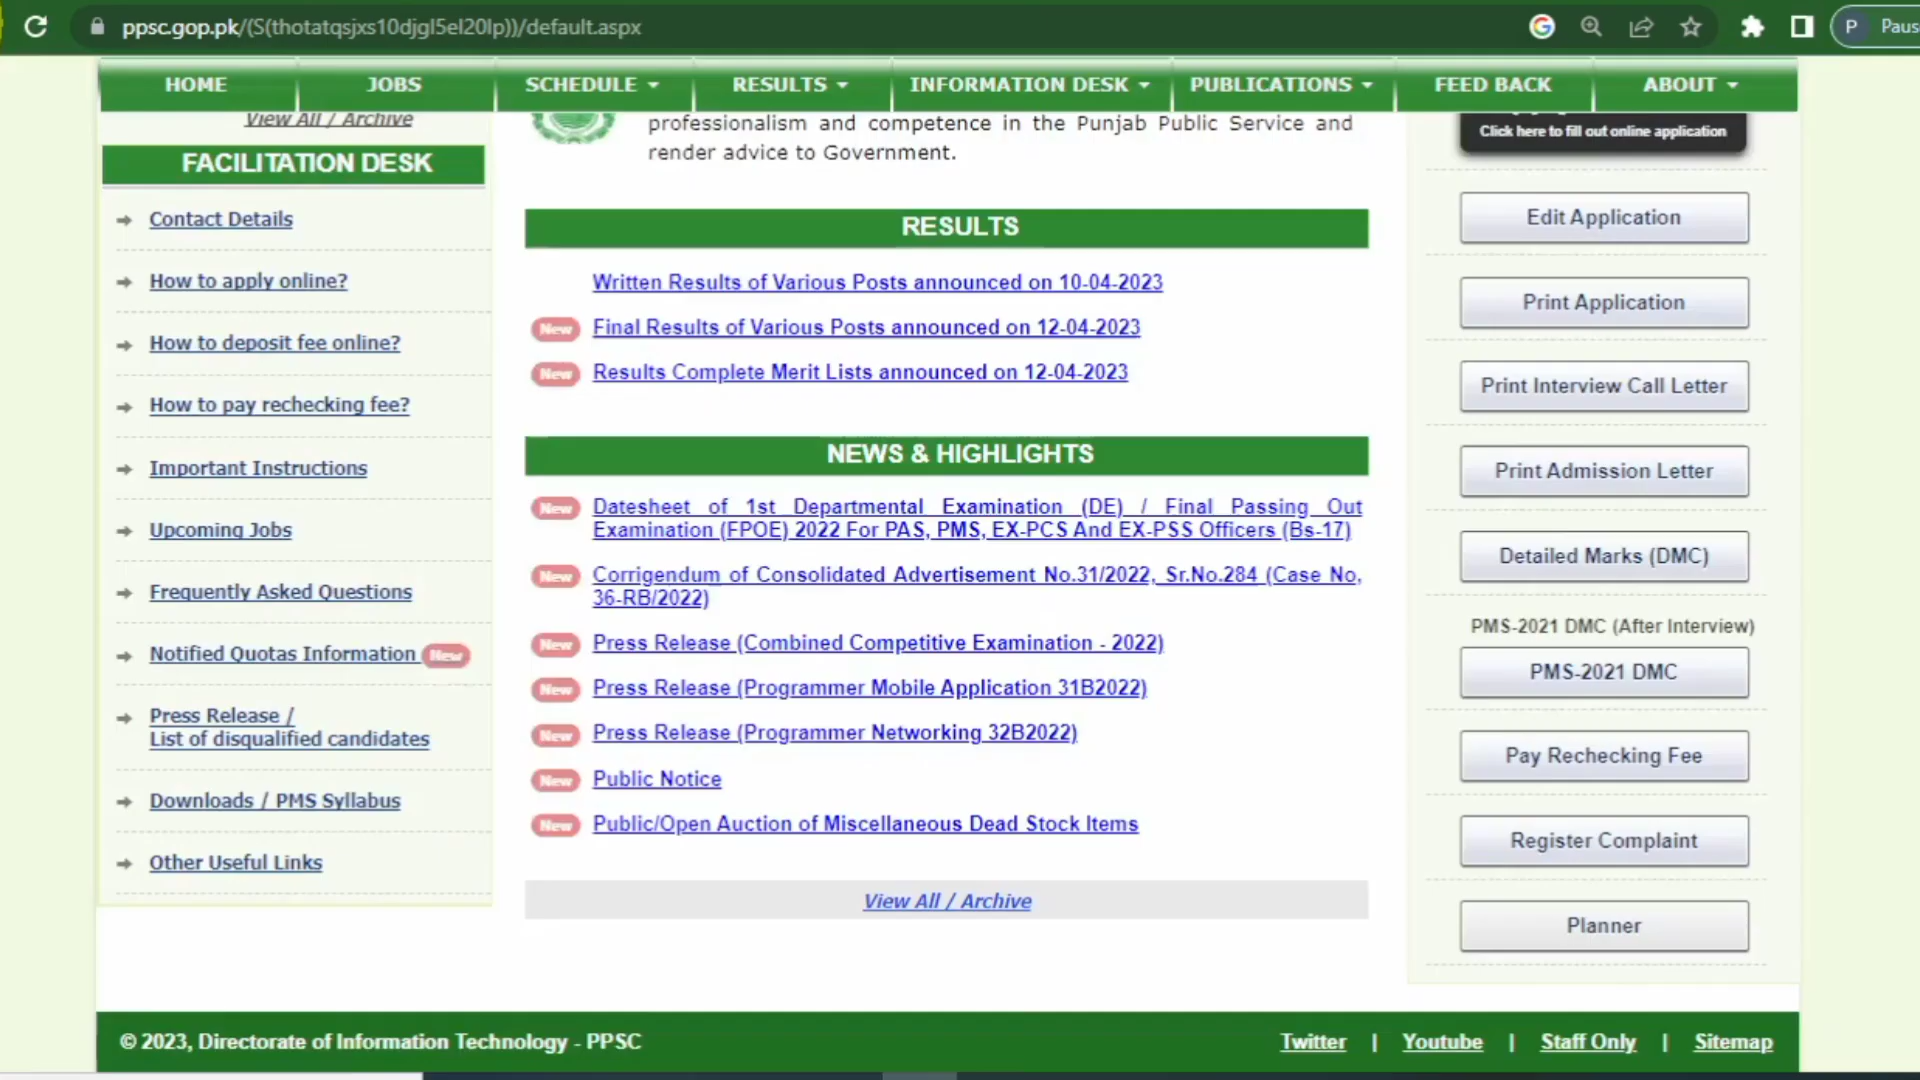 ppsc.gop.pk/(S(thotatqsjxs10djgl5el20lp))/default.aspx
P Paus
HOME
JOBS
SCHEDULE
RESULTS
INFORMATION DESK
PUBLICATIONS
FEED BACK
ABOUT
View All / Archive
FACILITATION DESK
Contact Details
How to apply online?
How to deposit fee online?
How to pay rechecking fee?
Important Instructions
Upcoming Jobs
Frequently Asked Questions
Notified Quotas Information New
Press Release /
List of disqualified candidates
Downloads / PMS Syllabus
Other Useful Links
professionalism and competence in the Punjab Public Service and
render advice to Government.
RESULTS
Written Results of Various Posts announced on 10-04-2023
New Final Results of Various Posts announced on 12-04-2023
New Results Complete Merit Lists announced on 12-04-2023
NEWS & HIGHLIGHTS
New Datesheet of 1st Departmental Examination (DE) / Final Passing Out
Examination (FPOE) 2022 For PAS, PMS, EX-PCS And EX-PSS Officers (Bs-17)
New Corrigendum of Consolidated Advertisement No.31/2022, Sr.No.284 (Case No,
36-RB/2022)
New Press Release (Combined Competitive Examination - 2022)
New Press Release (Programmer Mobile Application 31B2022)
New Press Release (Programmer Networking 32B2022)
New Public Notice
New Public/Open Auction of Miscellaneous Dead Stock Items
View All / Archive
Click here to fill out online application
Edit Application
Print Application
Print Interview Call Letter
Print Admission Letter
Detailed Marks (DMC)
PMS-2021 DMC (After Interview)
PMS-2021 DMC
Pay Rechecking Fee
Register Complaint
Planner
© 2023, Directorate of Information Technology - PPSC
Twitter | Youtube | Staff Only | Sitemap